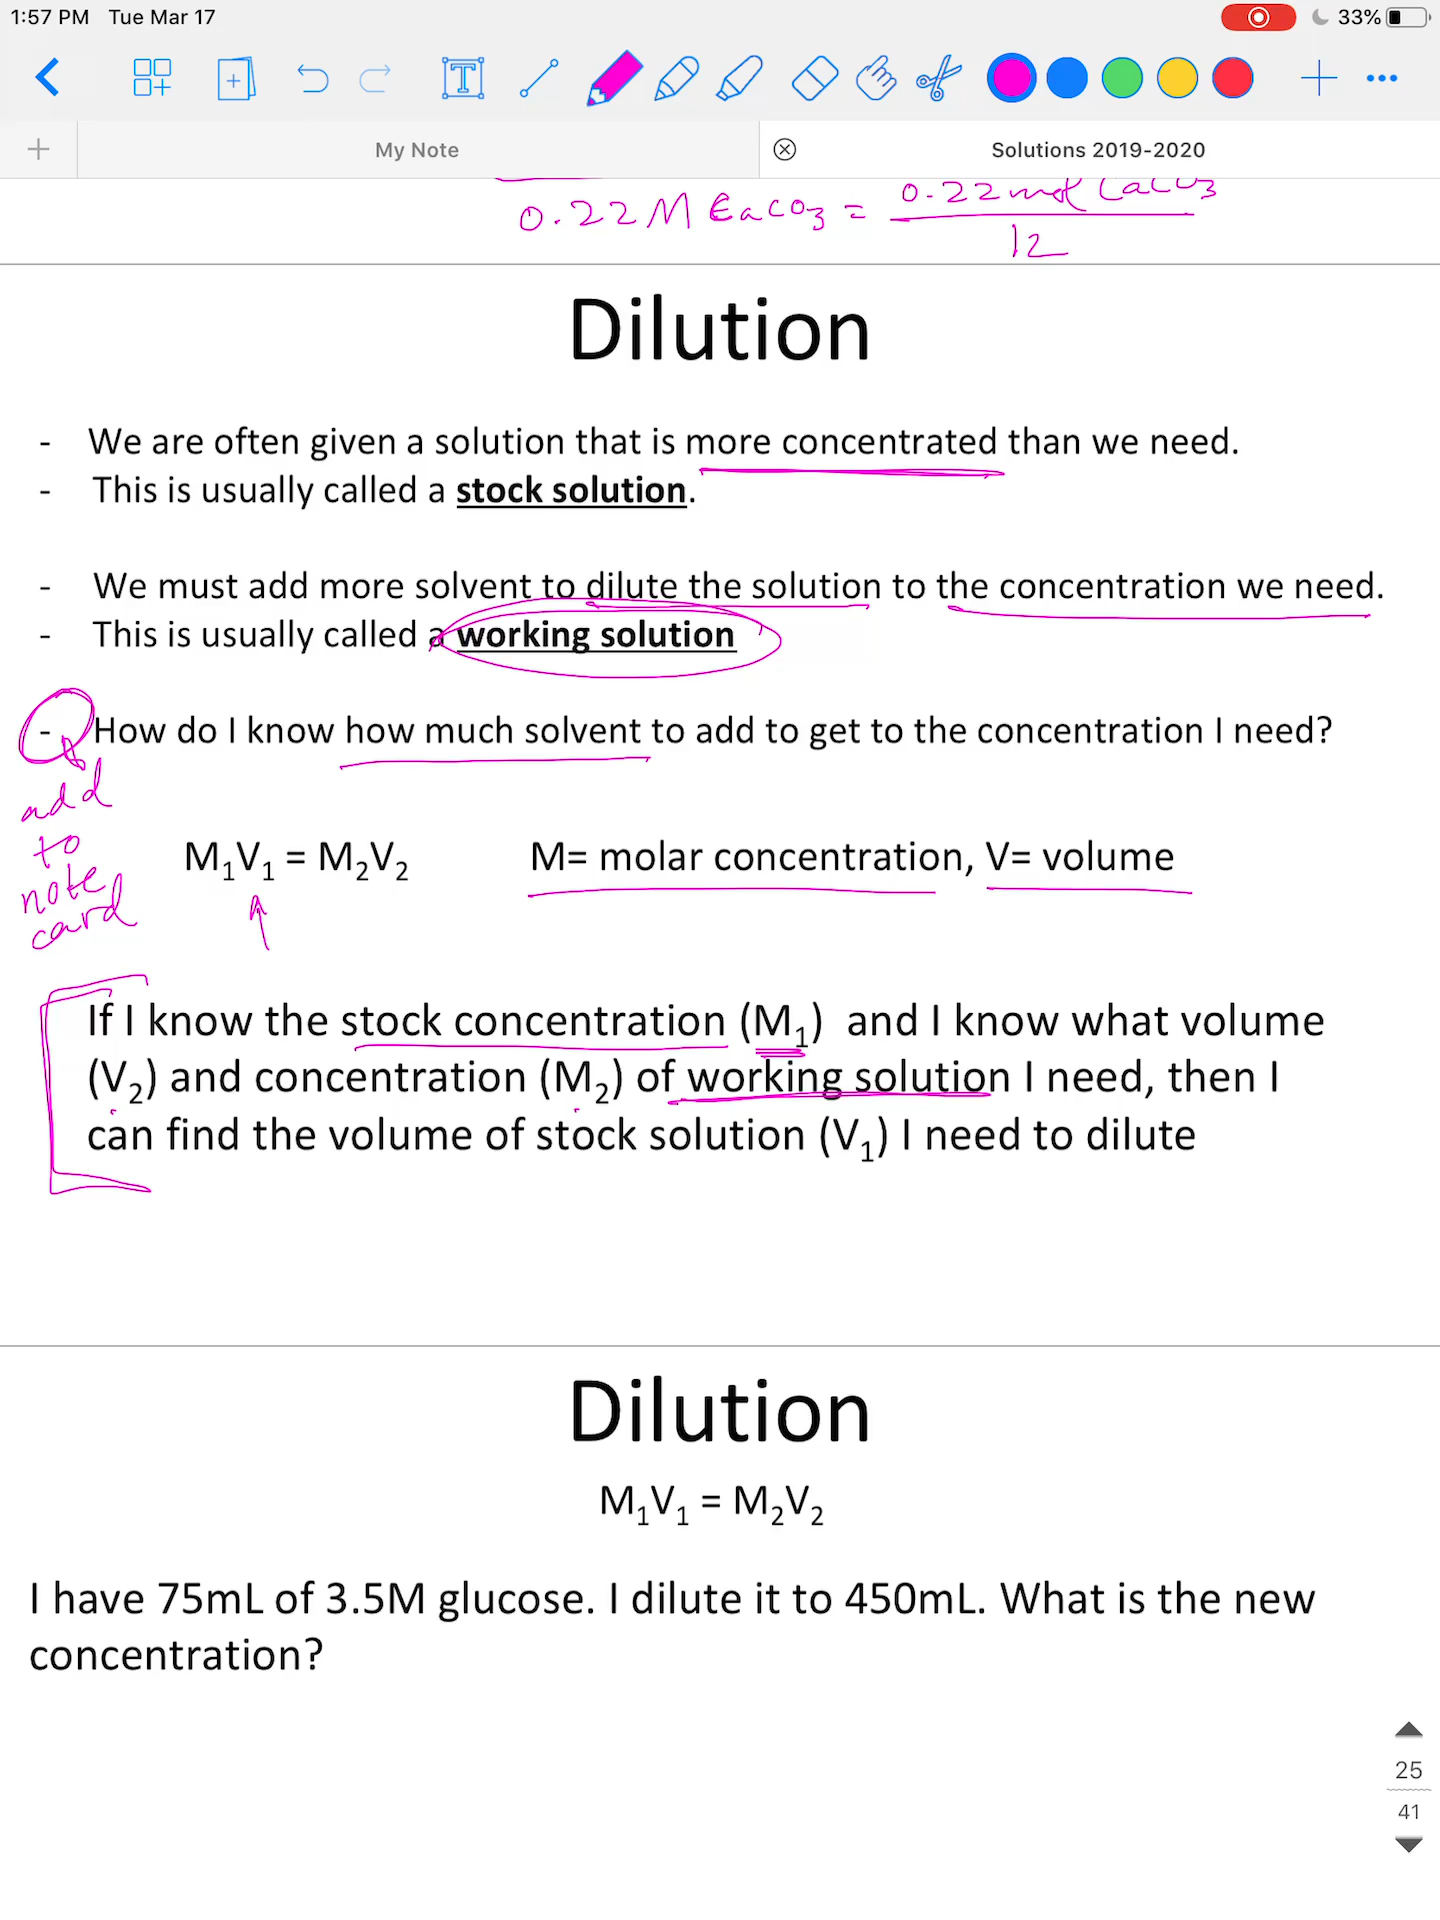 1:57 PM Tue Mar 17
33%
My Note
Solutions 2019-2020
0.22M CaCO₃ = 0.22 mol CaCO₃
1L
Dilution
- We are often given a solution that is more concentrated than we need.
- This is usually called a stock solution.
- We must add more solvent to dilute the solution to the concentration we need.
- This is usually called a working solution
- How do I know how much solvent to add to get to the concentration I need?
add
to
note
card
M₁V₁ = M₂V₂ M= molar concentration, V= volume
If I know the stock concentration (M₁) and I know what volume
(V₂) and concentration (M₂) of working solution I need, then I
can find the volume of stock solution (V₁) I need to dilute
Dilution
M₁V₁ = M₂V₂
I have 75mL of 3.5M glucose. I dilute it to 450mL. What is the new
concentration?
25
41